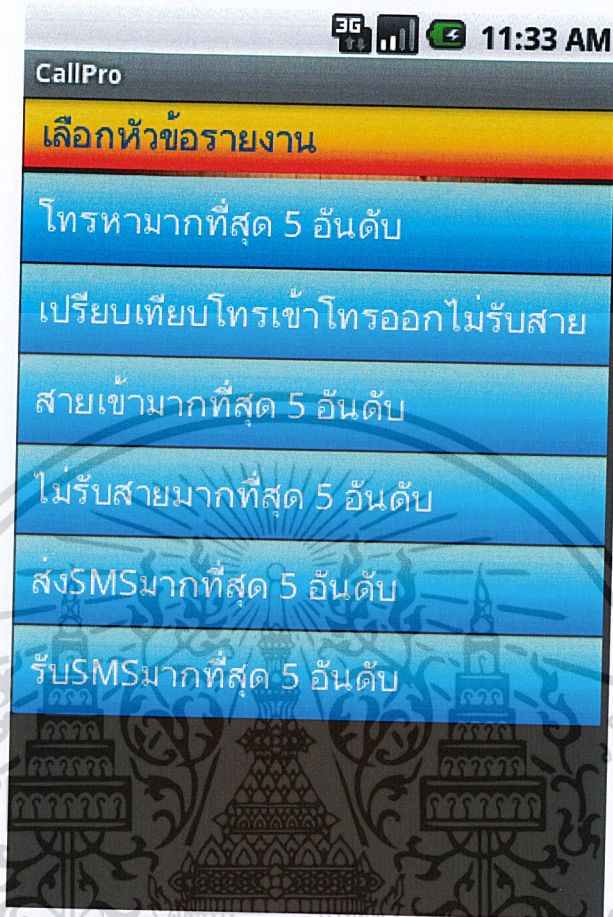 3G 11:33 AM
CallPro
เลือกหัวข้อรายงาน
โทรหามากที่สุด 5 อันดับ
เปรียบเทียบโทรเข้าโทรออกไม่รับสาย
สายเข้ามากที่สุด 5 อันดับ
ไม่รับสายมากที่สุด 5 อันดับ
ส่งSMSมากที่สุด 5 อันดับ
รับSMSมากที่สุด 5 อันดับ